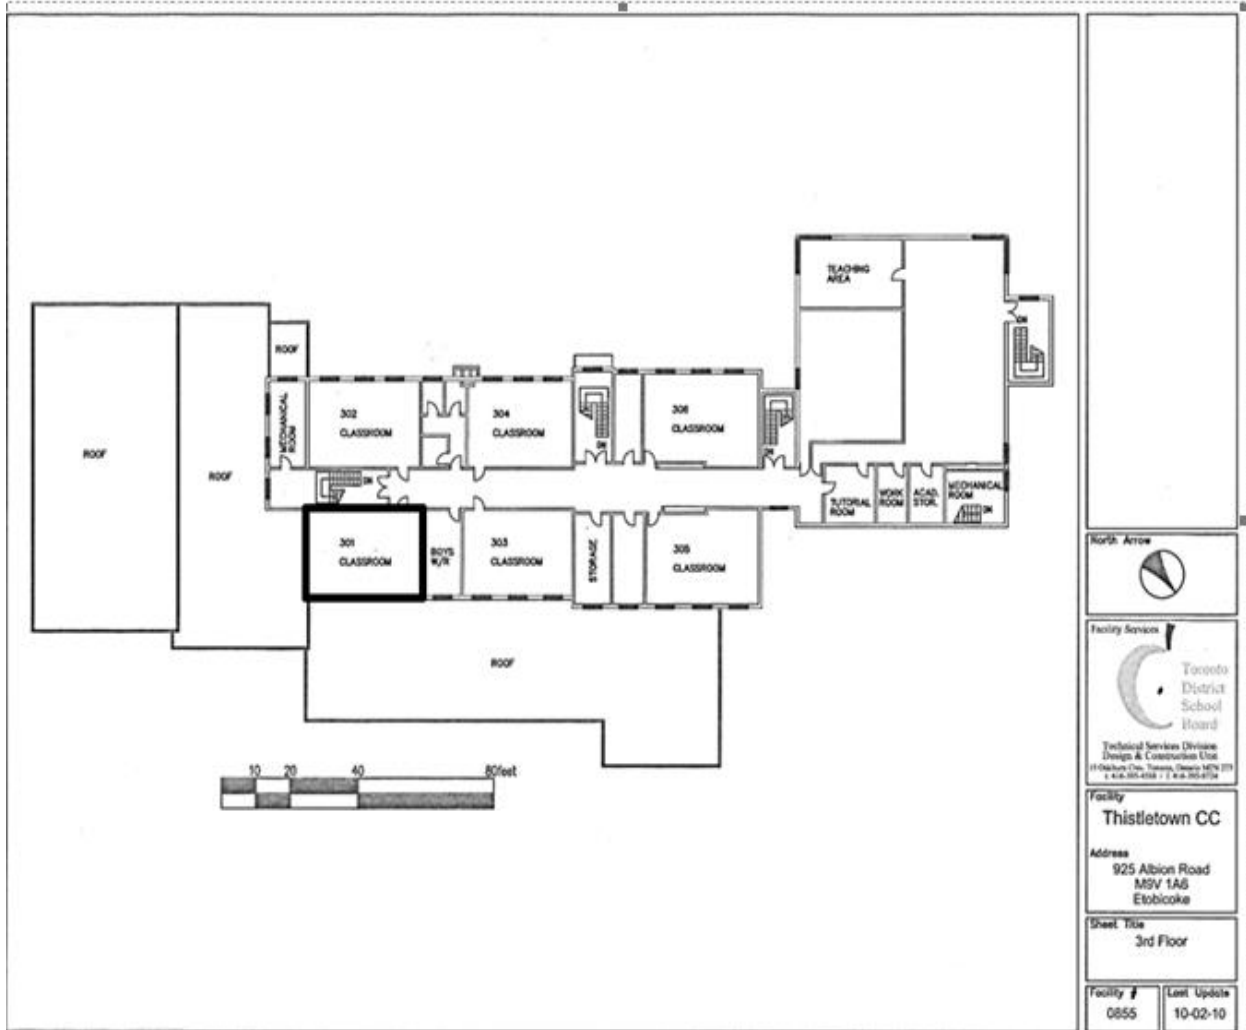 TEACHING
AREA
DN
ROOF
ROOF
ROOF
MECHANICAL
ROOM
302
CLASSROOM
304
CLASSROOM
306
CLASSROOM
DN
DN
DN
TUTORIAL
ROOM
WORK
ROOM
ACAD.
STOR.
MECHANICAL
ROOM
DN
301
CLASSROOM
BOYS
W/R
303
CLASSROOM
STORAGE
305
CLASSROOM
ROOF
10 20 40 80feet
North Arrow
Facility Services
Toronto
District
School
Board
Technical Services Division
Design & Construction Unit
Facility
Thistletown CC
Address
925 Albion Road
M9V 1A6
Etobicoke
Sheet Title
3rd Floor
Facility #
0855
Last Update
10-02-10